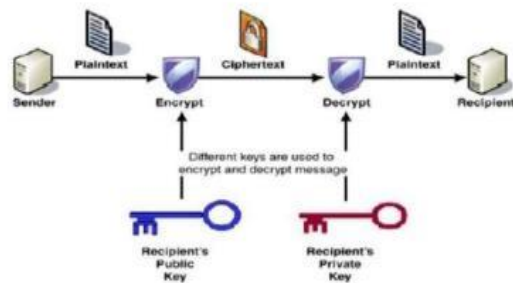 Plaintext
Ciphertext
Plaintext
Sender
Encrypt
Decrypt
Recipient
Different keys are used to
encrypt and decrypt message
Recipient's
Public
Key
Recipient's
Private
Key